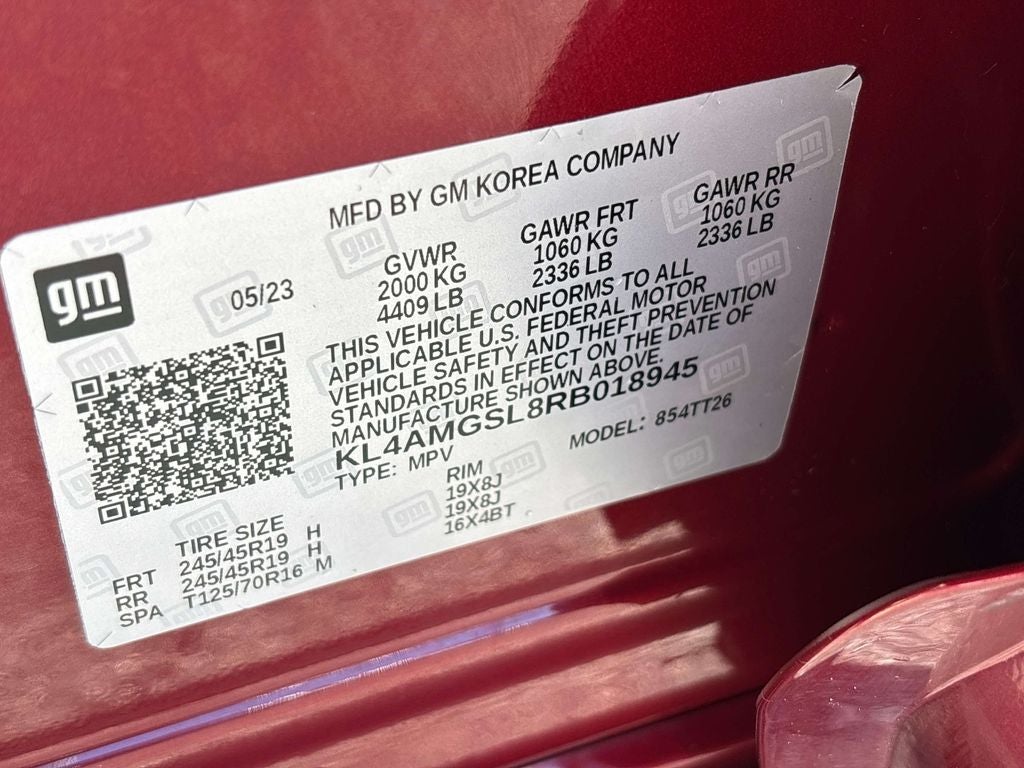 MFD BY GM KOREA COMPANY
gm
05/23
GVWR GAWR FRT GAWR RR
2000 KG 1060 KG 1060 KG
4409 LB 2336 LB 2336 LB
THIS VEHICLE CONFORMS TO ALL
APPLICABLE U.S. FEDERAL MOTOR
VEHICLE SAFETY AND THEFT PREVENTION
STANDARDS IN EFFECT ON THE DATE OF
MANUFACTURE SHOWN ABOVE.
KL4AMGSL8RB018945
TYPE: MPV MODEL: 854TT26
TIRE SIZE RIM
FRT 245/45R19 H 19X8J
RR 245/45R19 H 19X8J
SPA T125/70R16 M 16X4BT